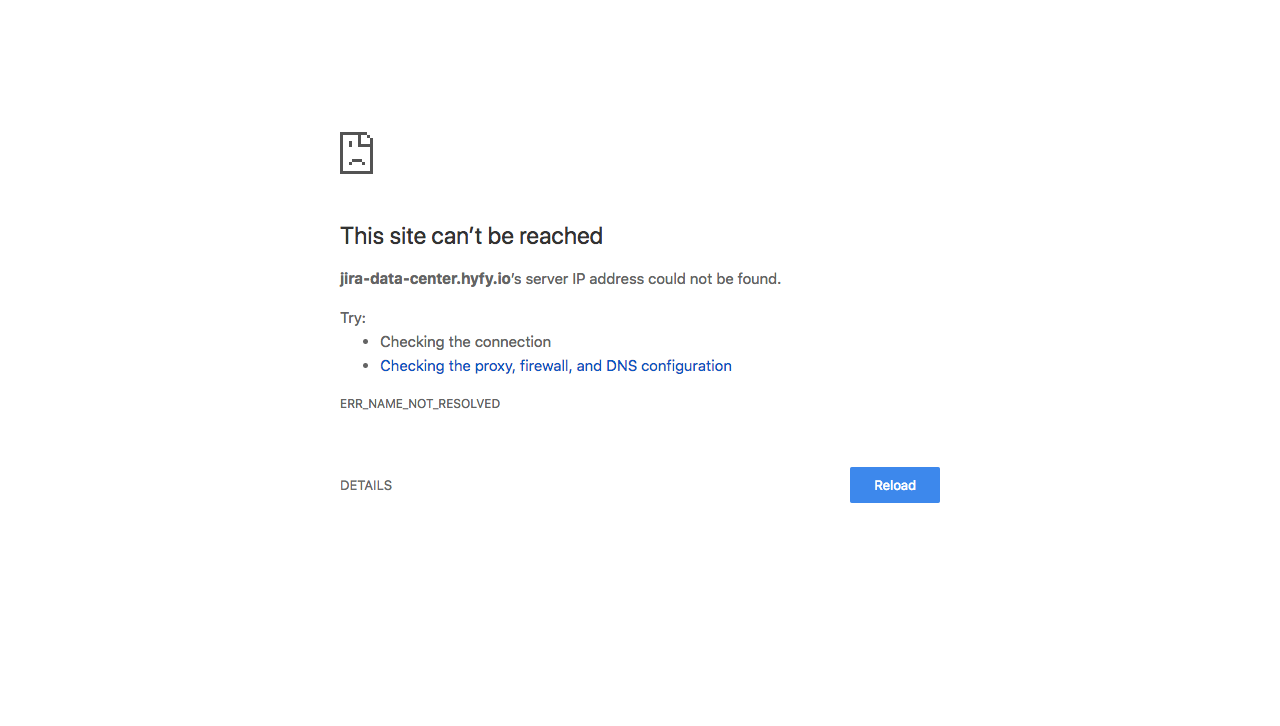 This site can’t be reached
jira-data-center.hyfy.io’s server IP address could not be found.
Try:
• Checking the connection
• Checking the proxy, firewall, and DNS configuration
ERR_NAME_NOT_RESOLVED
DETAILS
Reload